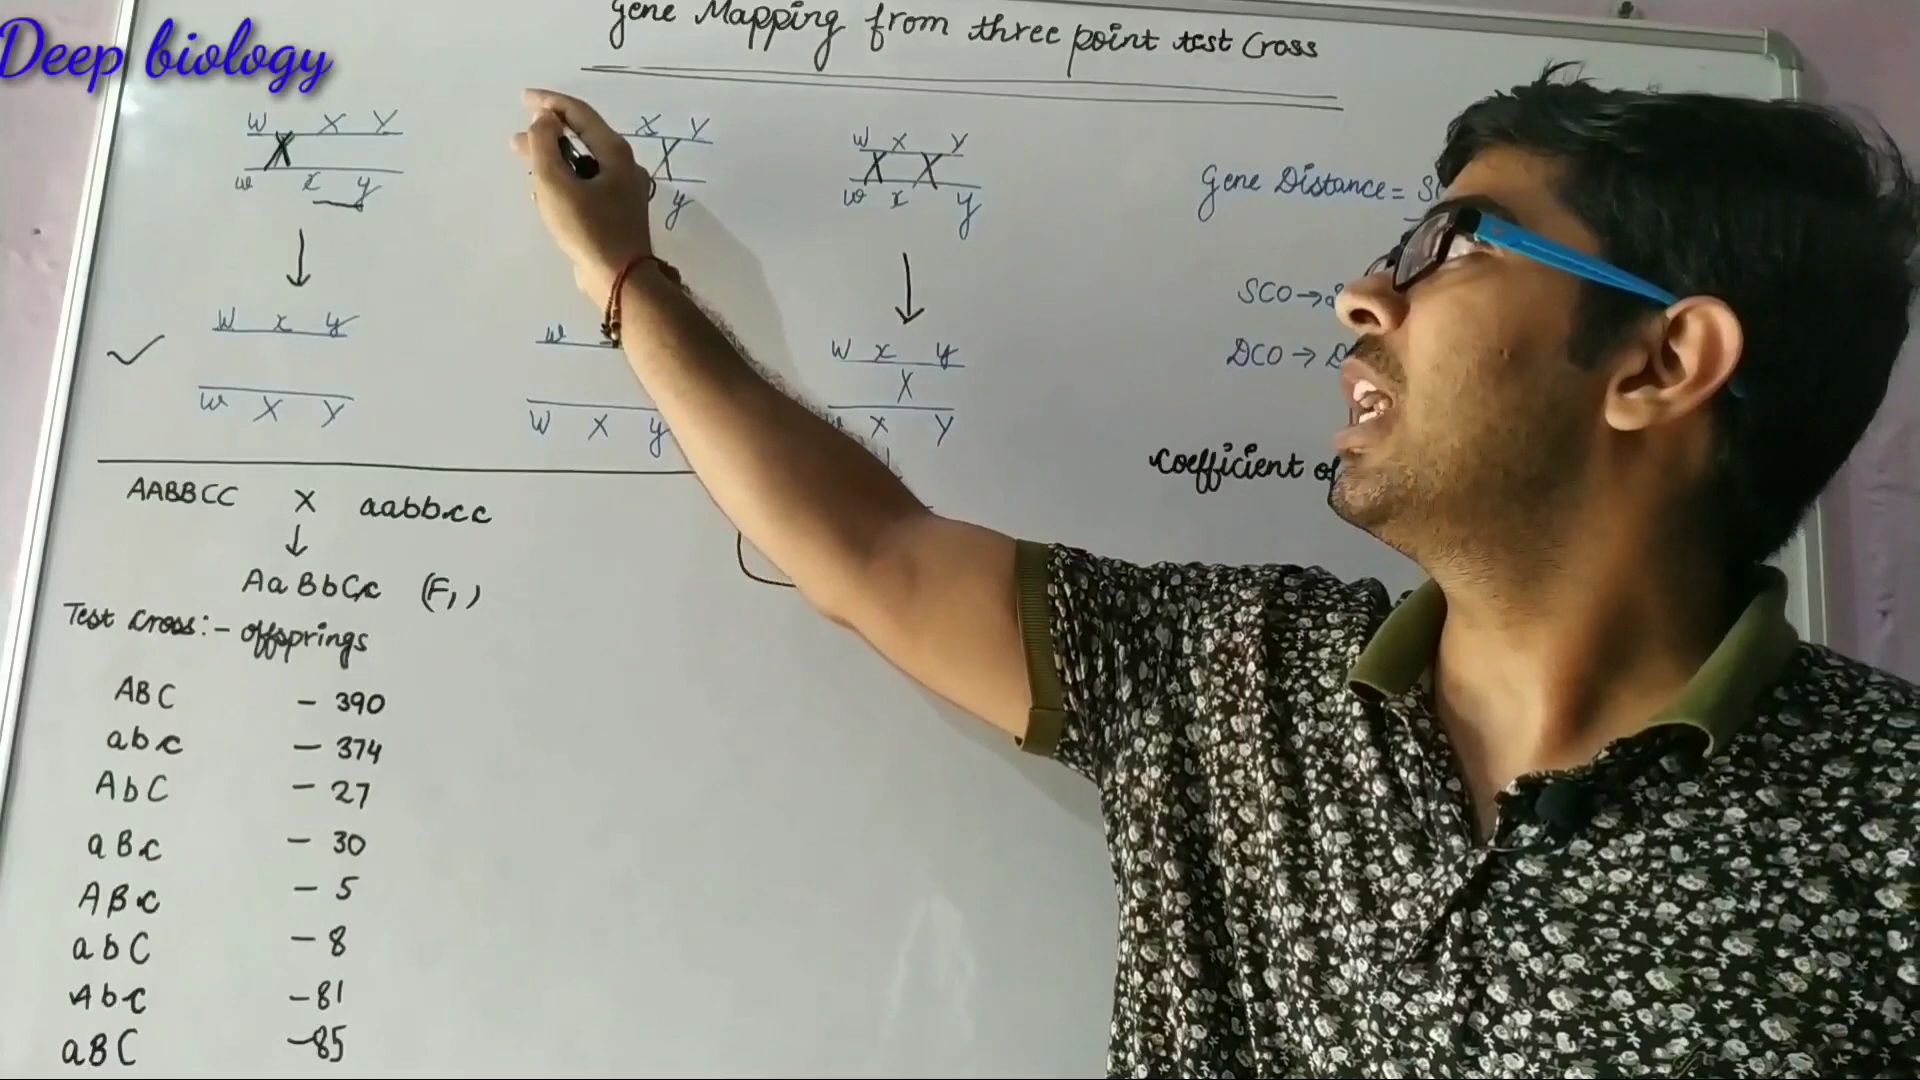 Deep biology
Gene Mapping from three point test Cross
W X Y
w x y
W x y
w X Y
X Y
y
w
W X y
W X Y
w x y
W x y
X Y
Gene Distance =
SCO →
DCO →
coefficient of
AABBCC X aabbcc
AaBbCc (F1)
Test cross:- offsprings
ABC - 390
abc - 374
AbC - 27
aBc - 30
ABc - 5
abC - 8
Abc - 81
aBC - 85